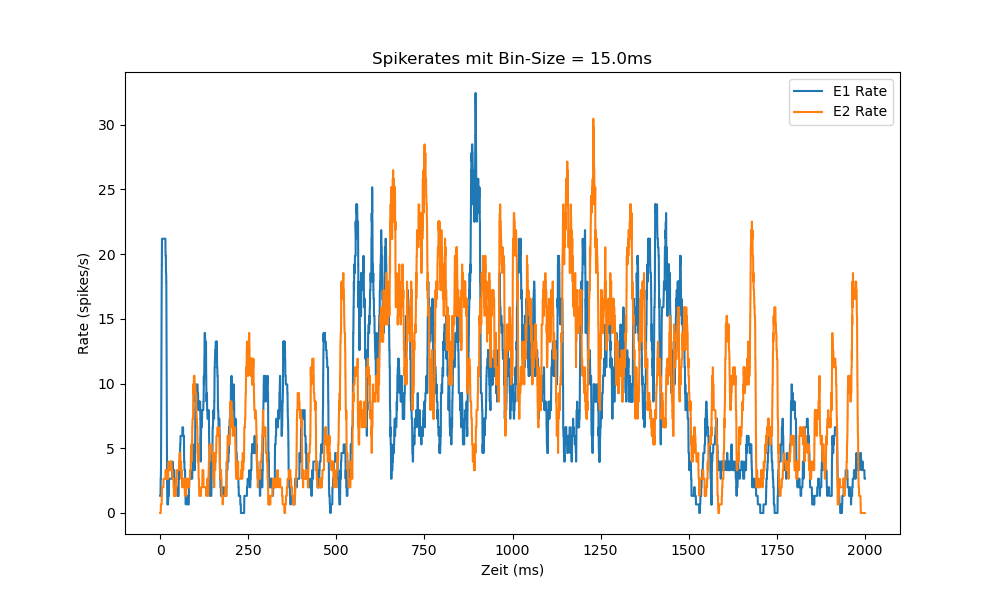 Spikerates mit Bin-Size = 15.0ms
E1 Rate
E2 Rate
30
25
20
15
10
5
0
Rate (spikes/s)
0 250 500 750 1000 1250 1500 1750 2000
Zeit (ms)